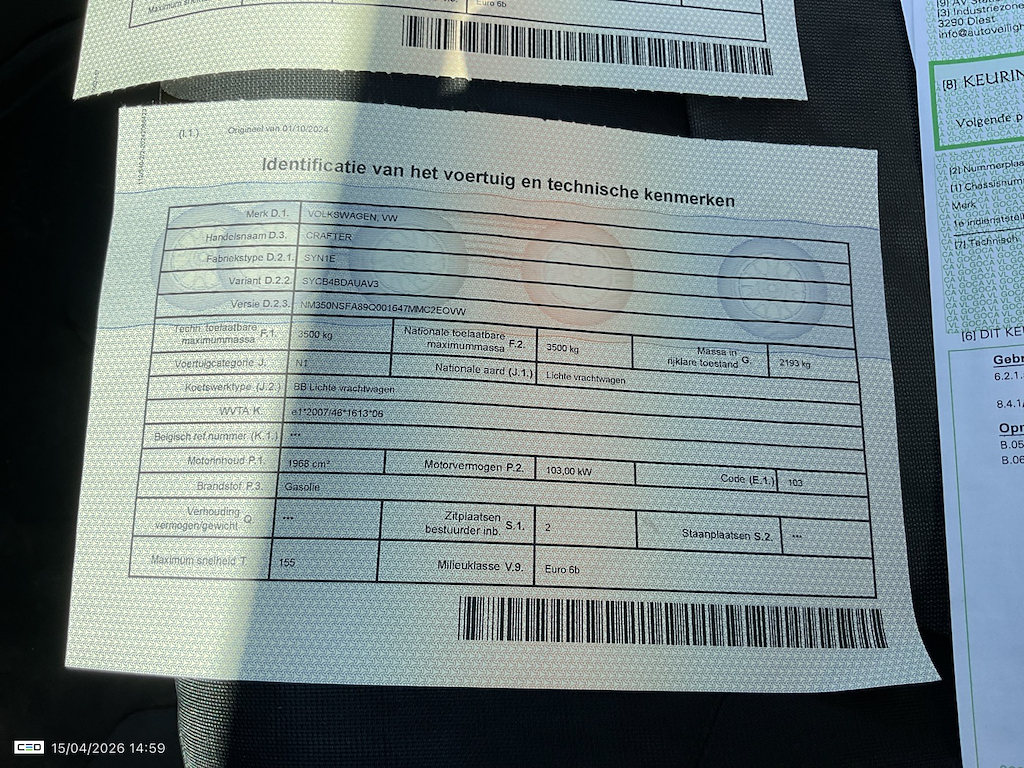 Maximum
Euro 6b
[3] Industriezone
3290 Diest
info@autoveiligh
[8] KEURIN
Volgende p
[2] Nummerplaa
[1] Chassisnum
Merk
1e indienststel
[7] Technisch
[6] DIT KE
Gebr
6.2.1.
8.4.1/
Opr
B.05
B.06
(I.1.) Origineel van 01/10/2024
Identificatie van het voertuig en technische kenmerken
Merk D.1. VOLKSWAGEN, VW
Handelsnaam D.3. CRAFTER
Fabriekstype D.2.1. SYN1E
Variant D.2.2. SYCB4BDAUAV3
Versie D.2.3. NM350NSFA89Q001647MMC2EOVW
Techn. toelaatbare maximummassa F.1. 3500 kg Nationale toelaatbare maximummassa F.2. 3500 kg Massa in rijklare toestand G. 2193 kg
Voertuigcategorie J. N1 Nationale aard (J.1.) Lichte vrachtwagen
Koetswerktype (J.2.) BB Lichte vrachtwagen
WVTA K. e1*2007/46*1613*06
Belgisch ref.nummer (K.1.) ***
Motorinhoud P.1. 1968 cm³ Motorvermogen P.2. 103,00 kW Code (E.1.) 103
Brandstof P.3. Gasolie
Verhouding vermogen/gewicht Q. *** Zitplaatsen bestuurder inb. S.1. 2 Staanplaatsen S.2. ***
Maximum snelheid T. 155 Milieuklasse V.9. Euro 6b
CEO 15/04/2026 14:59